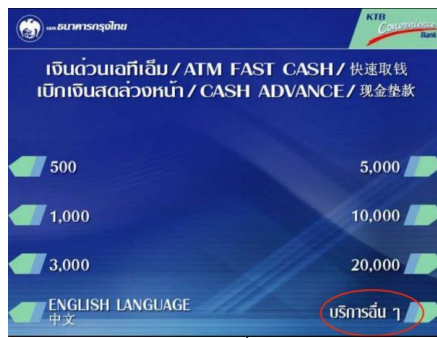 ธนาคารกรุงไทย
KTB
Convenience
Bank
เงินด่วนเอทีเอ็ม / ATM FAST CASH / 快速取钱
เบิกเงินสดล่วงหน้า / CASH ADVANCE / 现金垫款
500
5,000
1,000
10,000
3,000
20,000
ENGLISH LANGUAGE
中文
บริการอื่น ๆ